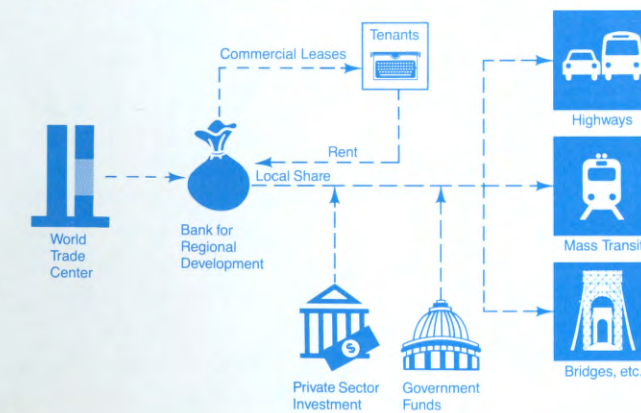 Tenants
Commercial Leases
Highways
Rent
Local Share
World
Trade
Center
Bank for
Regional
Development
Mass Transit
$
Private Sector
Investment
Government
Funds
Bridges, etc.